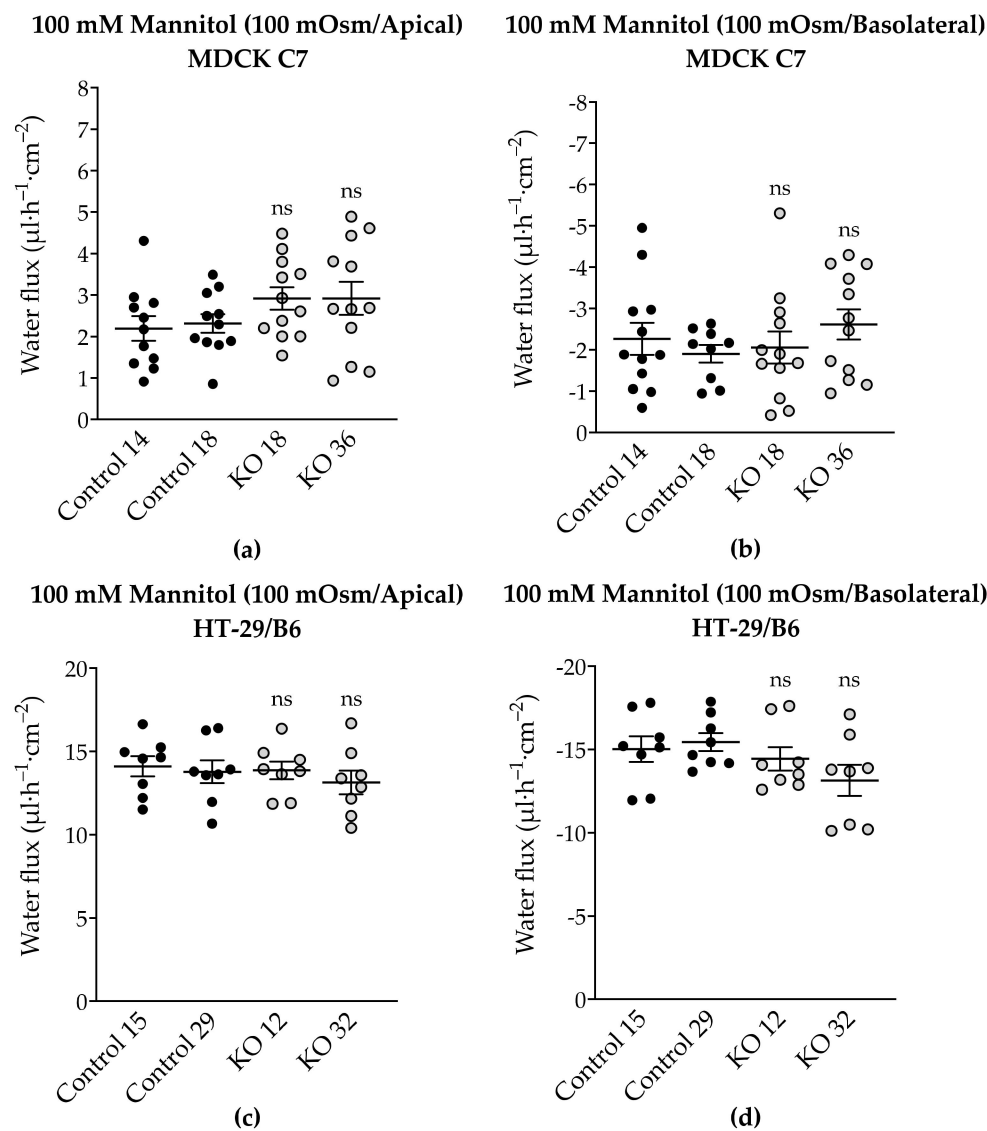 100 mM Mannitol (100 mOsm/Apical)
MDCK C7
Water flux (μl·h⁻¹·cm⁻²)
8
7
6
5
4
3
2
1
0
ns
ns
Control 14
Control 18
KO 18
KO 36
(a)
100 mM Mannitol (100 mOsm/Basolateral)
MDCK C7
Water flux (μl·h⁻¹·cm⁻²)
-8
-7
-6
-5
-4
-3
-2
-1
0
ns
ns
Control 14
Control 18
KO 18
KO 36
(b)
100 mM Mannitol (100 mOsm/Apical)
HT-29/B6
Water flux (μl·h⁻¹·cm⁻²)
20
15
10
5
0
ns
ns
Control 15
Control 29
KO 12
KO 32
(c)
100 mM Mannitol (100 mOsm/Basolateral)
HT-29/B6
Water flux (μl·h⁻¹·cm⁻²)
-20
-15
-10
-5
0
ns
ns
Control 15
Control 29
KO 12
KO 32
(d)